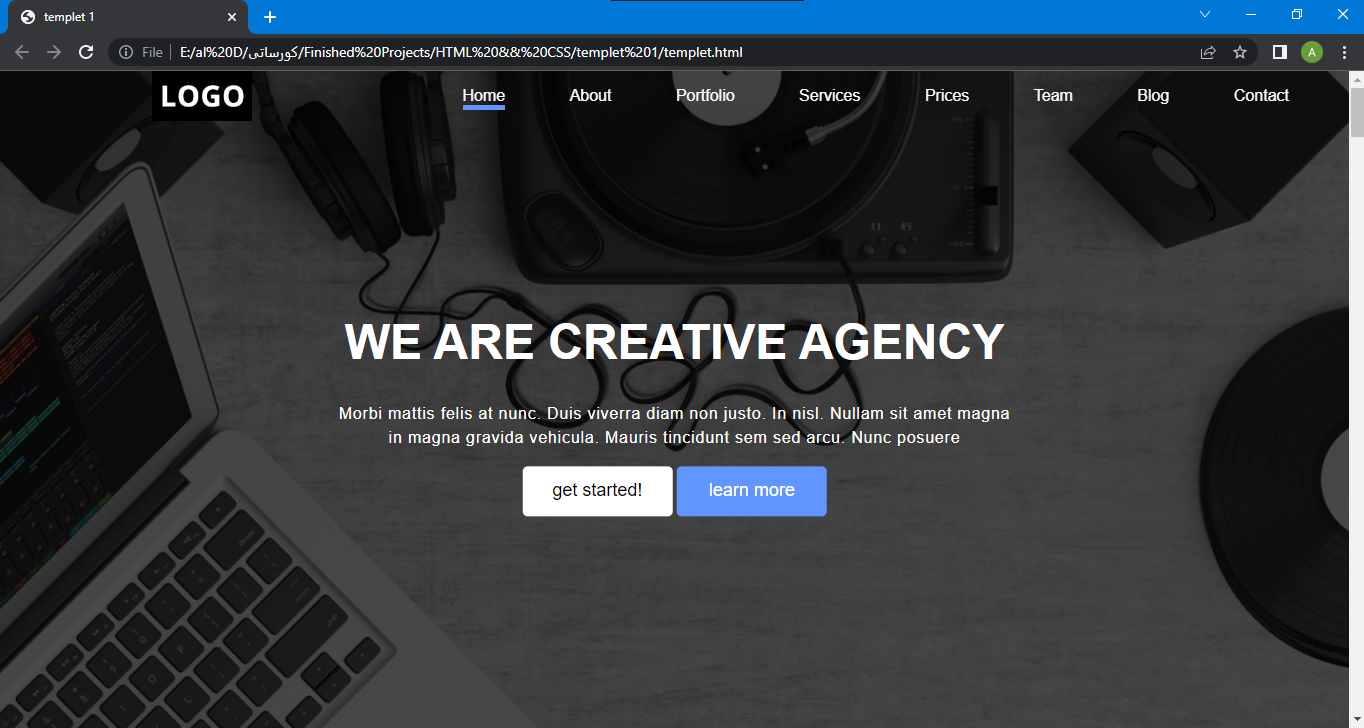 templet 1
File
E:/al%20D/كورساتى/Finished%20Projects/HTML%20&&%20CSS/templet%201/templet.html
A
LOGO
Home About Portfolio Services Prices Team Blog Contact
33 45
WE ARE CREATIVE AGENCY
Morbi mattis felis at nunc. Duis viverra diam non justo. In nisl. Nullam sit amet magna
in magna gravida vehicula. Mauris tincidunt sem sed arcu. Nunc posuere
get started! learn more